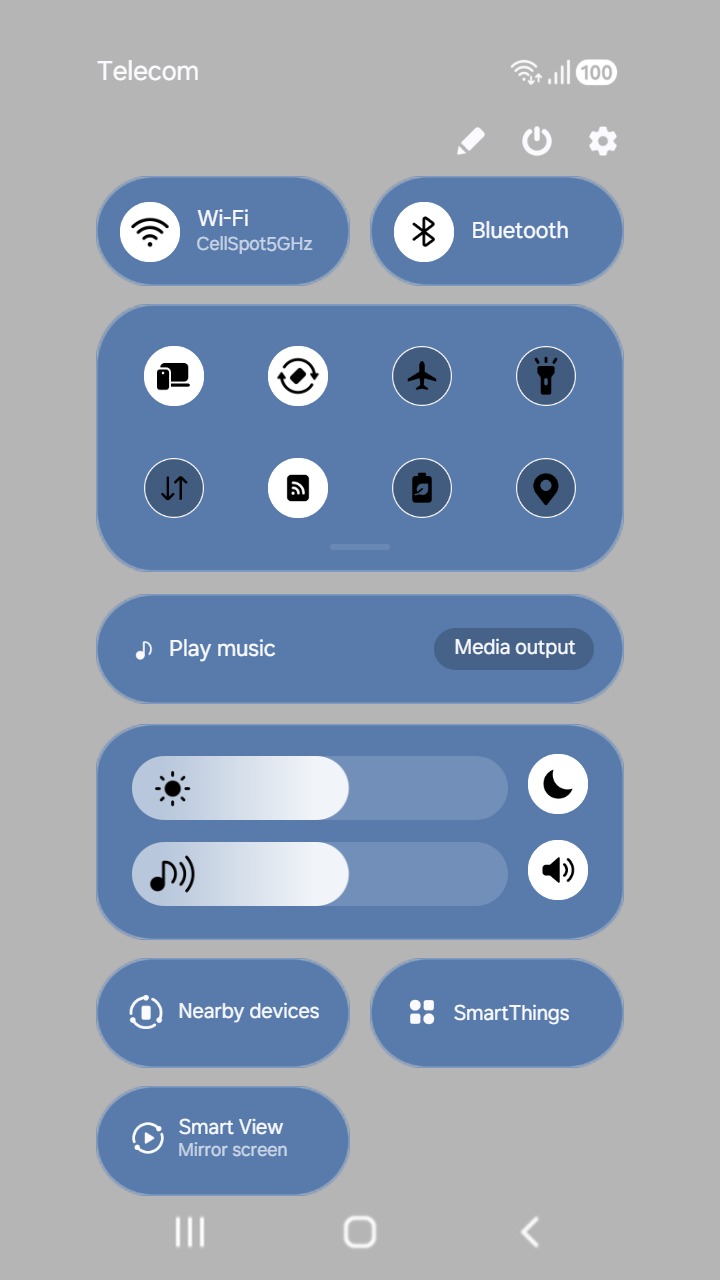 Telecom
100
Wi-Fi
CellSpot5GHz
Bluetooth
Play music
Media output
Nearby devices
SmartThings
Smart View
Mirror screen